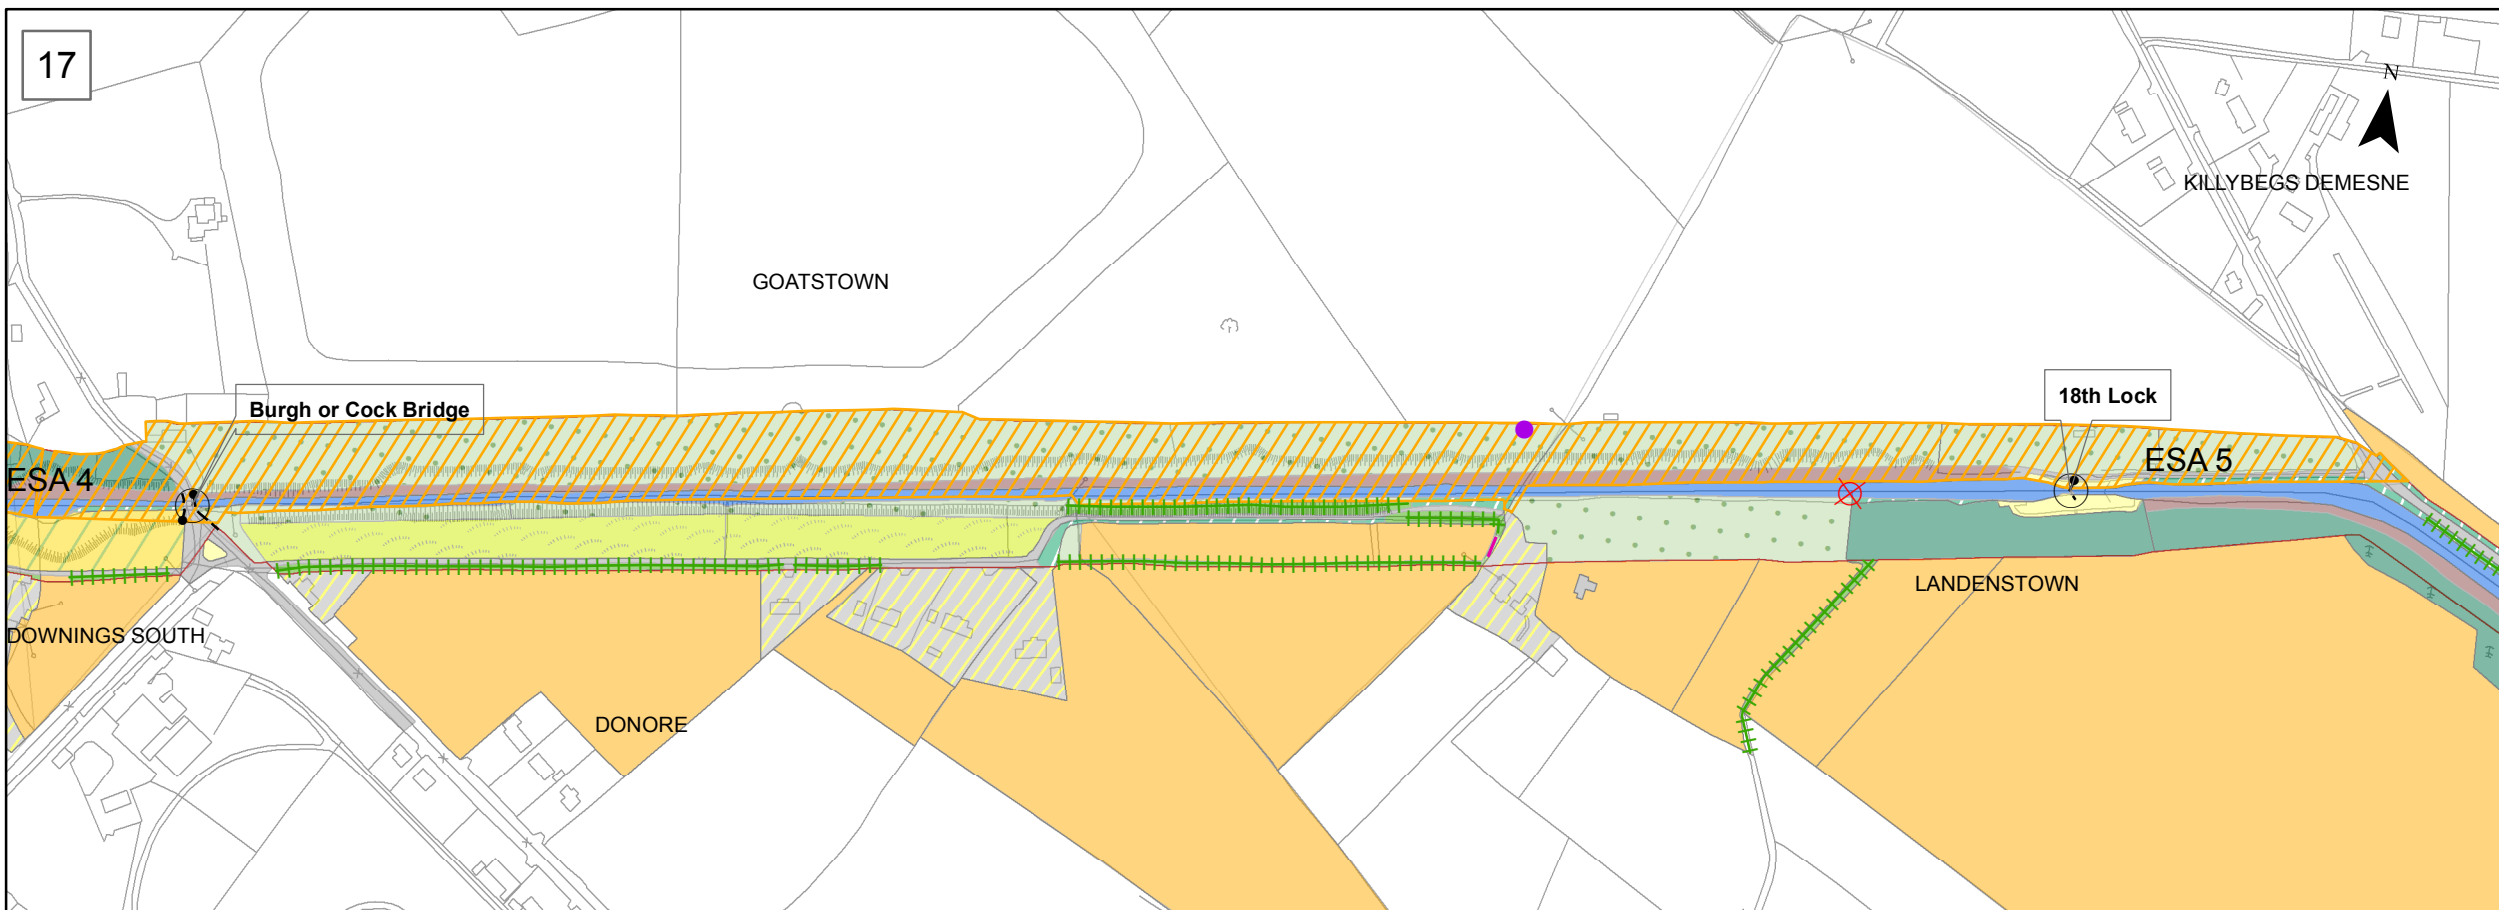 17
N
KILLYBEGS DEMESNE
GOATSTOWN
Burgh or Cock Bridge
18th Lock
ESA 4
ESA 5
LANDENSTOWN
DOWNINGS SOUTH
DONORE